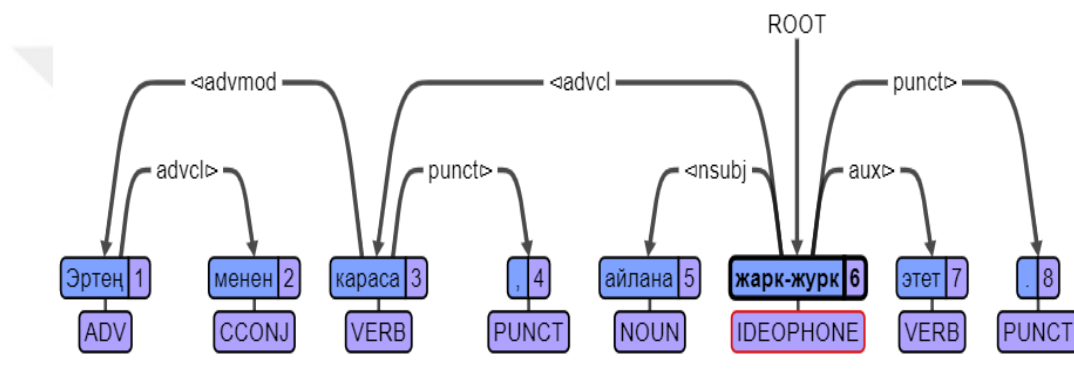 ROOT
⊲advmod ⊲advcl punct⊳
advcl⊳ punct⊳ ⊲nsubj aux⊳
Эртең 1 менен 2 караса 3 , 4 айлана 5 жарк-журк 6 этет 7 . 8
ADV CCONJ VERB PUNCT NOUN IDEOPHONE VERB PUNCT